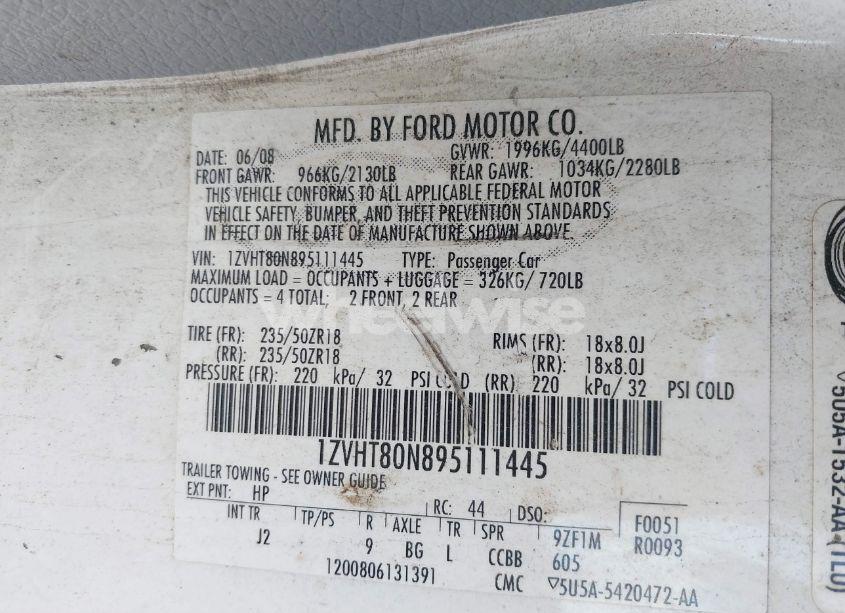 MFD. BY FORD MOTOR CO.
DATE: 06/08 GVWR: 1996KG/4400LB
FRONT GAWR: 966KG/2130LB REAR GAWR: 1034KG/2280LB
THIS VEHICLE CONFORMS TO ALL APPLICABLE FEDERAL MOTOR
VEHICLE SAFETY, BUMPER, AND THEFT PREVENTION STANDARDS
IN EFFECT ON THE DATE OF MANUFACTURE SHOWN ABOVE.
VIN: 1ZVHT80N895111445 TYPE: Passenger Car
MAXIMUM LOAD = OCCUPANTS + LUGGAGE = 326KG/ 720LB
OCCUPANTS = 4 TOTAL; 2 FRONT, 2 REAR
wheelwise
TIRE (FR): 235/50ZR18 RIMS (FR): 18x8.0J
(RR): 235/50ZR18 (RR): 18x8.0J
PRESSURE (FR): 220 kPa/ 32 PSI COLD (RR) 220 kPa/ 32 PSI COLD
1ZVHT80N895111445
TRAILER TOWING - SEE OWNER GUIDE
EXT PNT: HP RC: 44 DSO: F0051
INT TR TP/PS R AXLE TR SPR 9ZF1M R0093
J2 9 BG L CCBB 605
1200806131391 CMC ▽5U5A-5420472-AA
V5U5A-1532-AA (1L0)